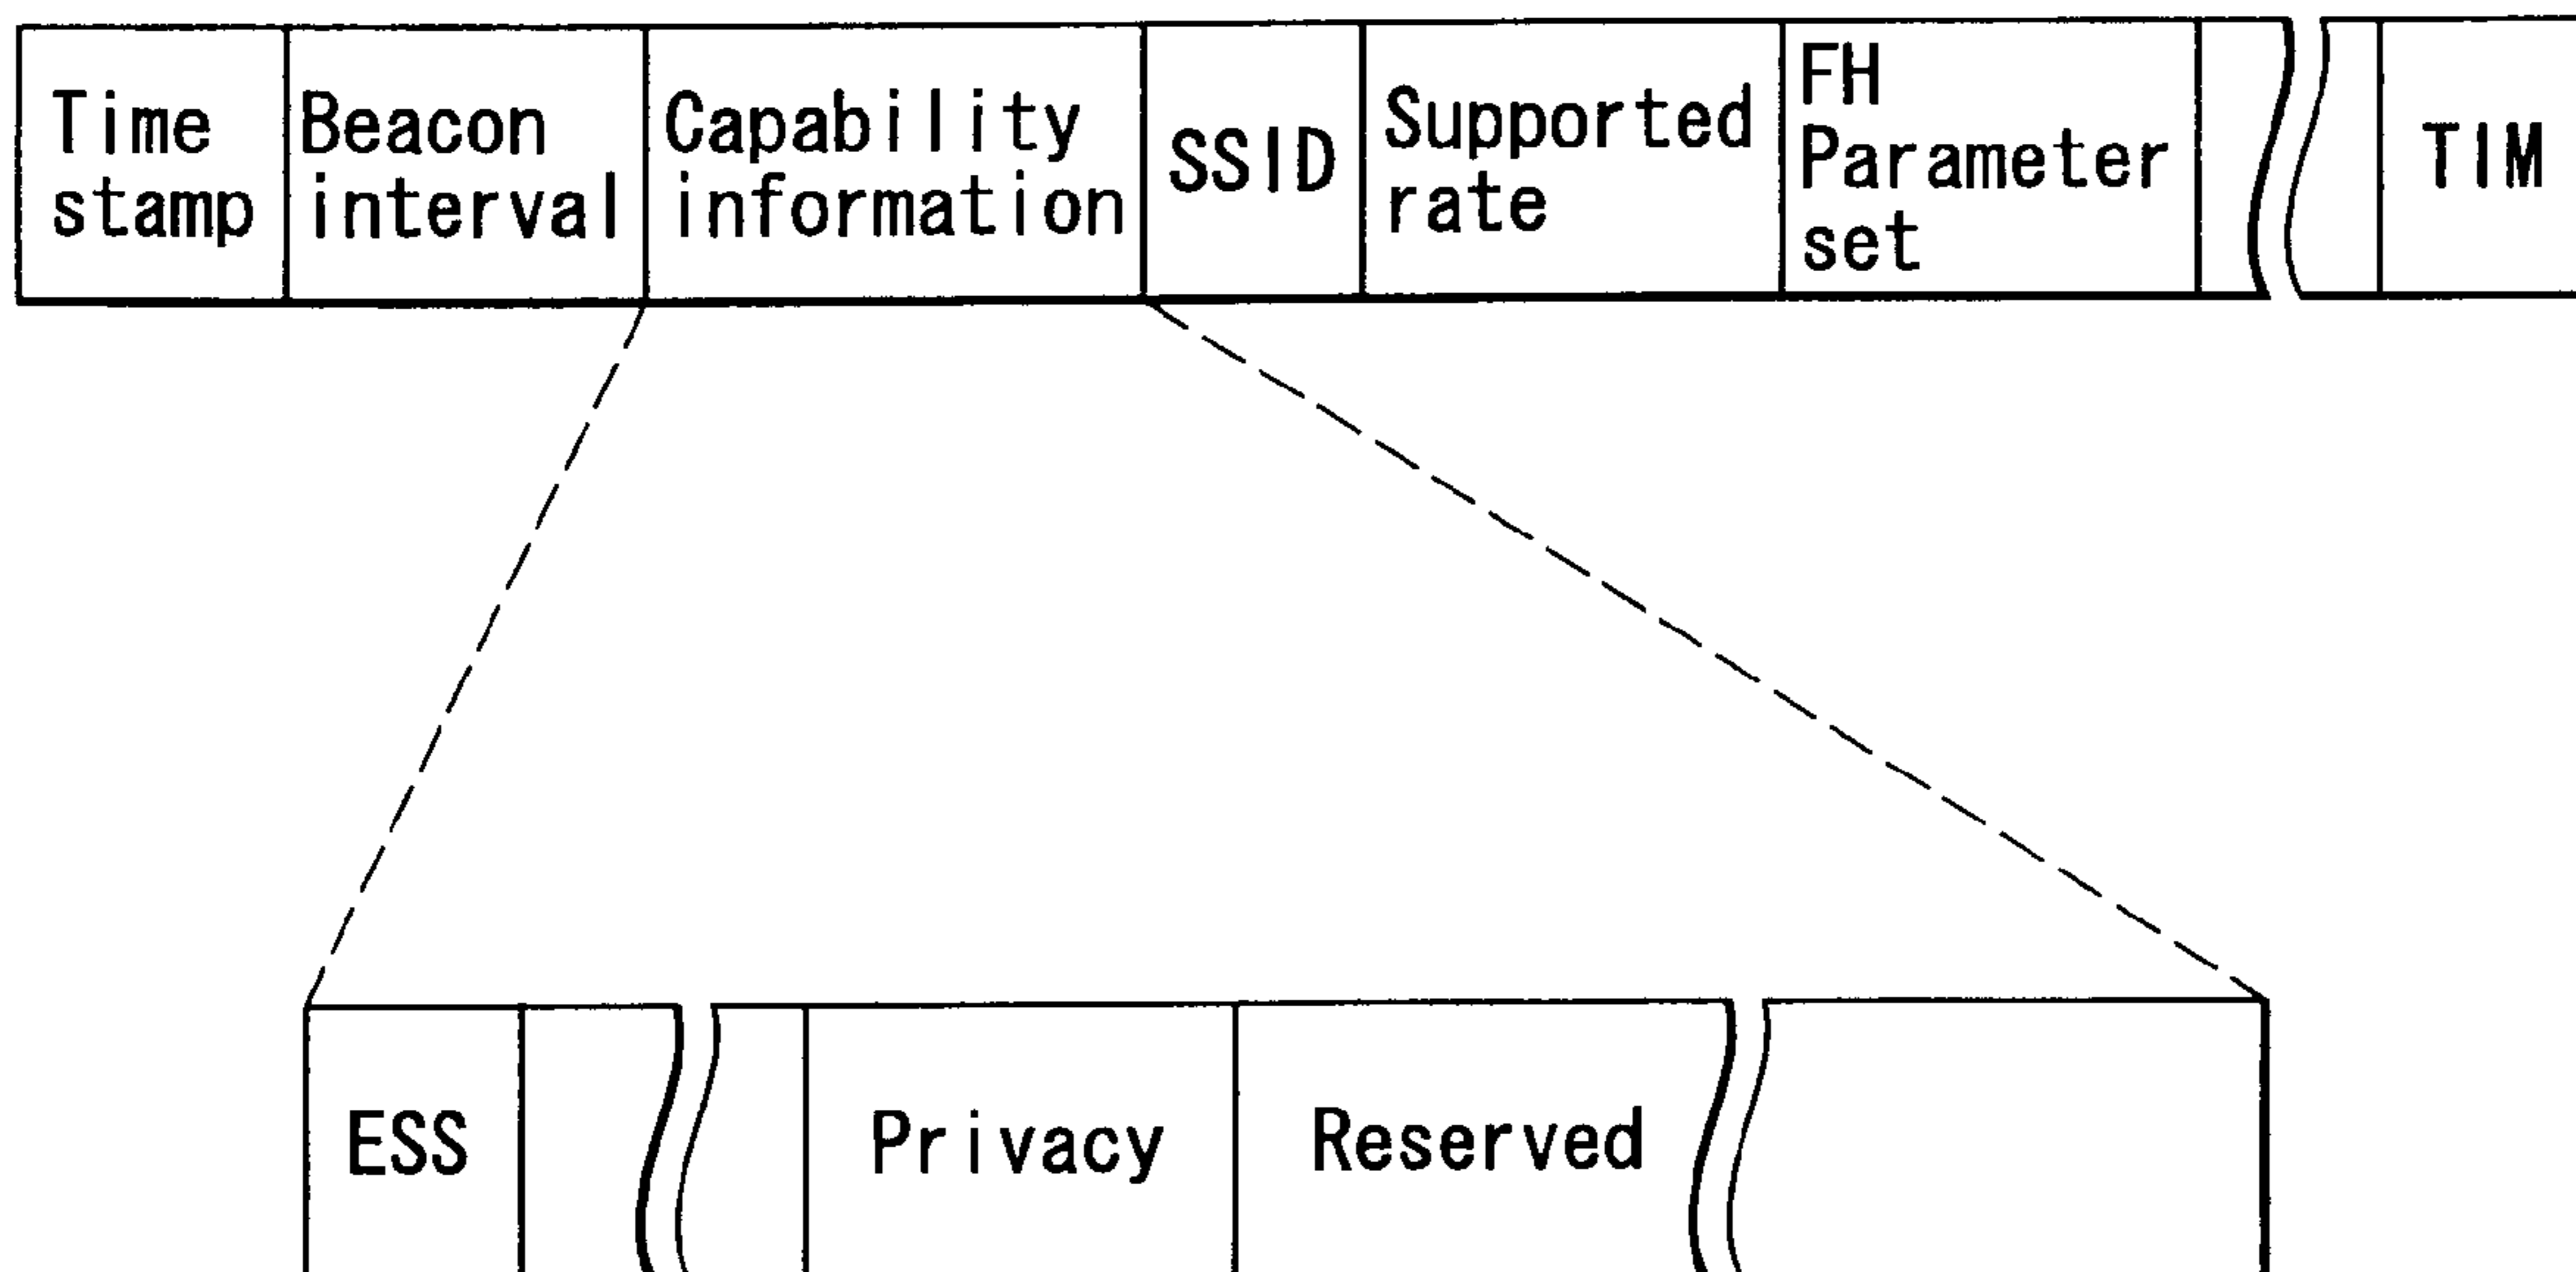 Time
stamp
Beacon
interval
Capability
information
SSID
Supported
rate
FH
Parameter
set
TIM
ESS
Privacy
Reserved